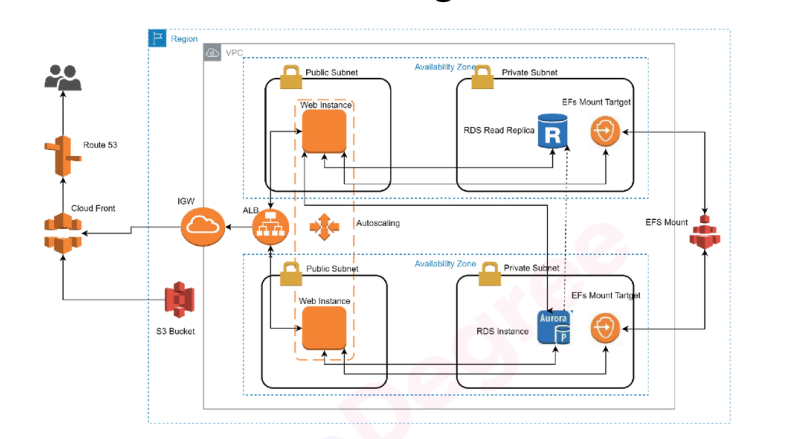 Region
VPC
Availability Zone
Public Subnet
Private Subnet
EFs Mount Tartget
Web Instance
RDS Read Replica
R
Route 53
Cloud Front
IGW
ALB
Autoscaling
EFS Mount
Availability Zone
Public Subnet
Private Subnet
EFs Mount Tartget
Web Instance
Aurora
P
RDS Instance
S3 Bucket
Degree